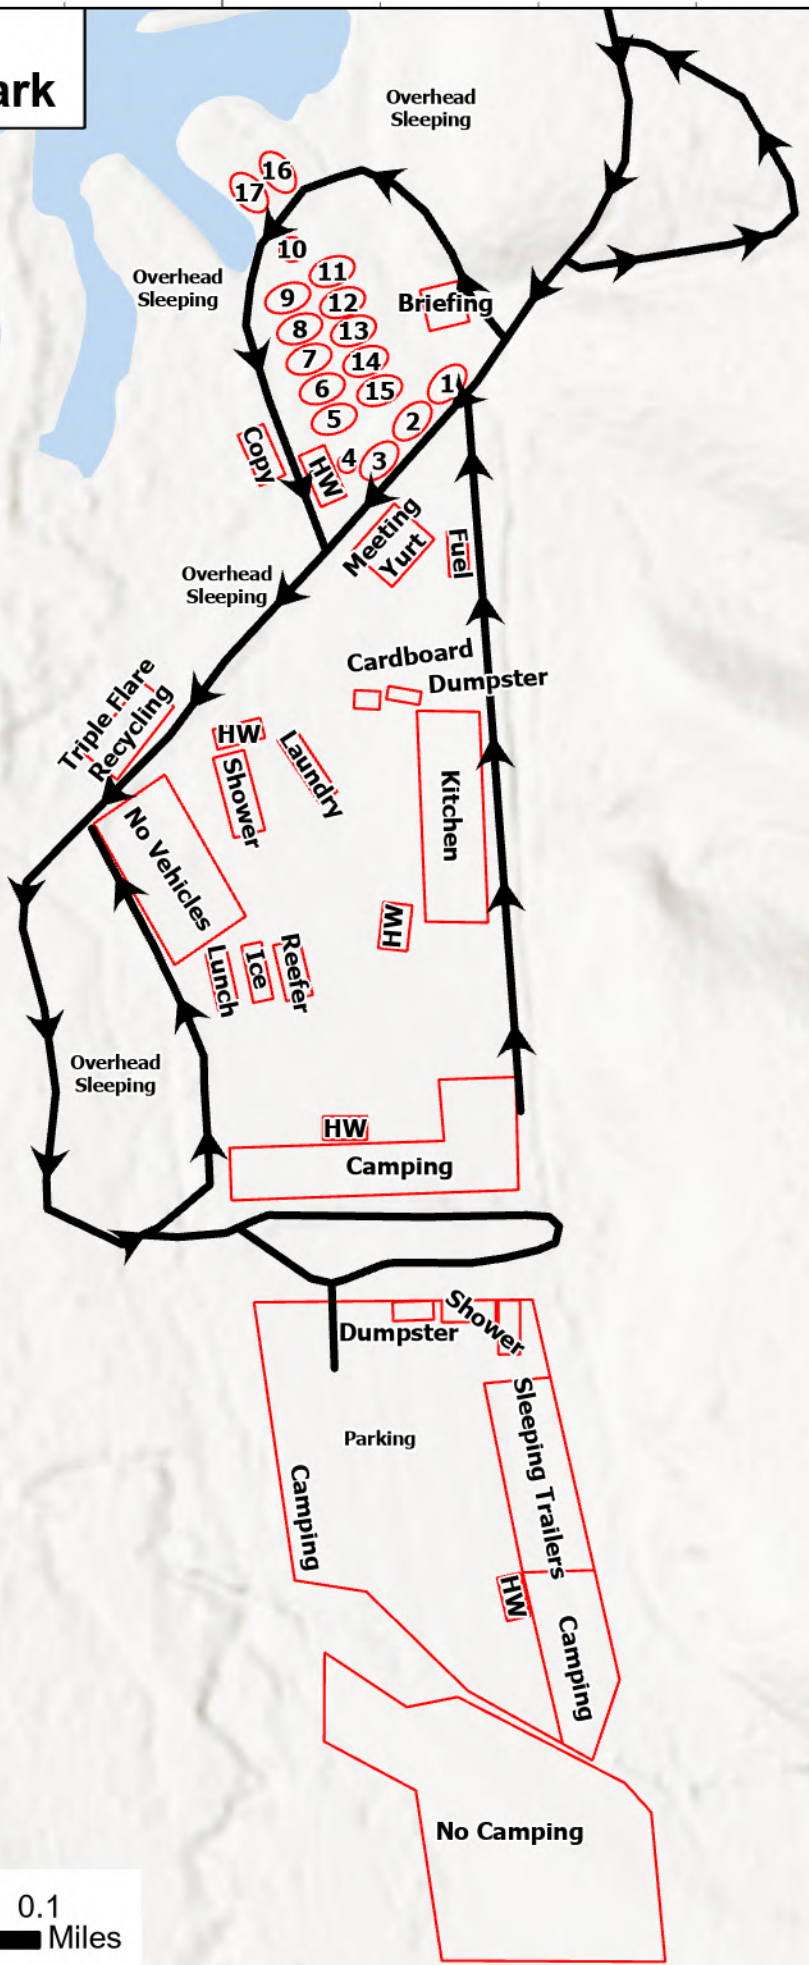 ark
Overhead
Sleeping
16
17
10
Overhead
Sleeping
11
9
12
Briefing
8
13
7
14
6
15
1
5
2
Copy
HW
4
3
Meeting
Yurt
Fuel
Overhead
Sleeping
Cardboard
Dumpster
Triple Flare
Recycling
HW
Shower
Laundry
Kitchen
No Vehicles
HW
Lunch
Ice
Reefer
Overhead
Sleeping
HW
Camping
Shower
Dumpster
Parking
Sleeping Trailers
Camping
HW
Camping
No Camping
0.1
Miles